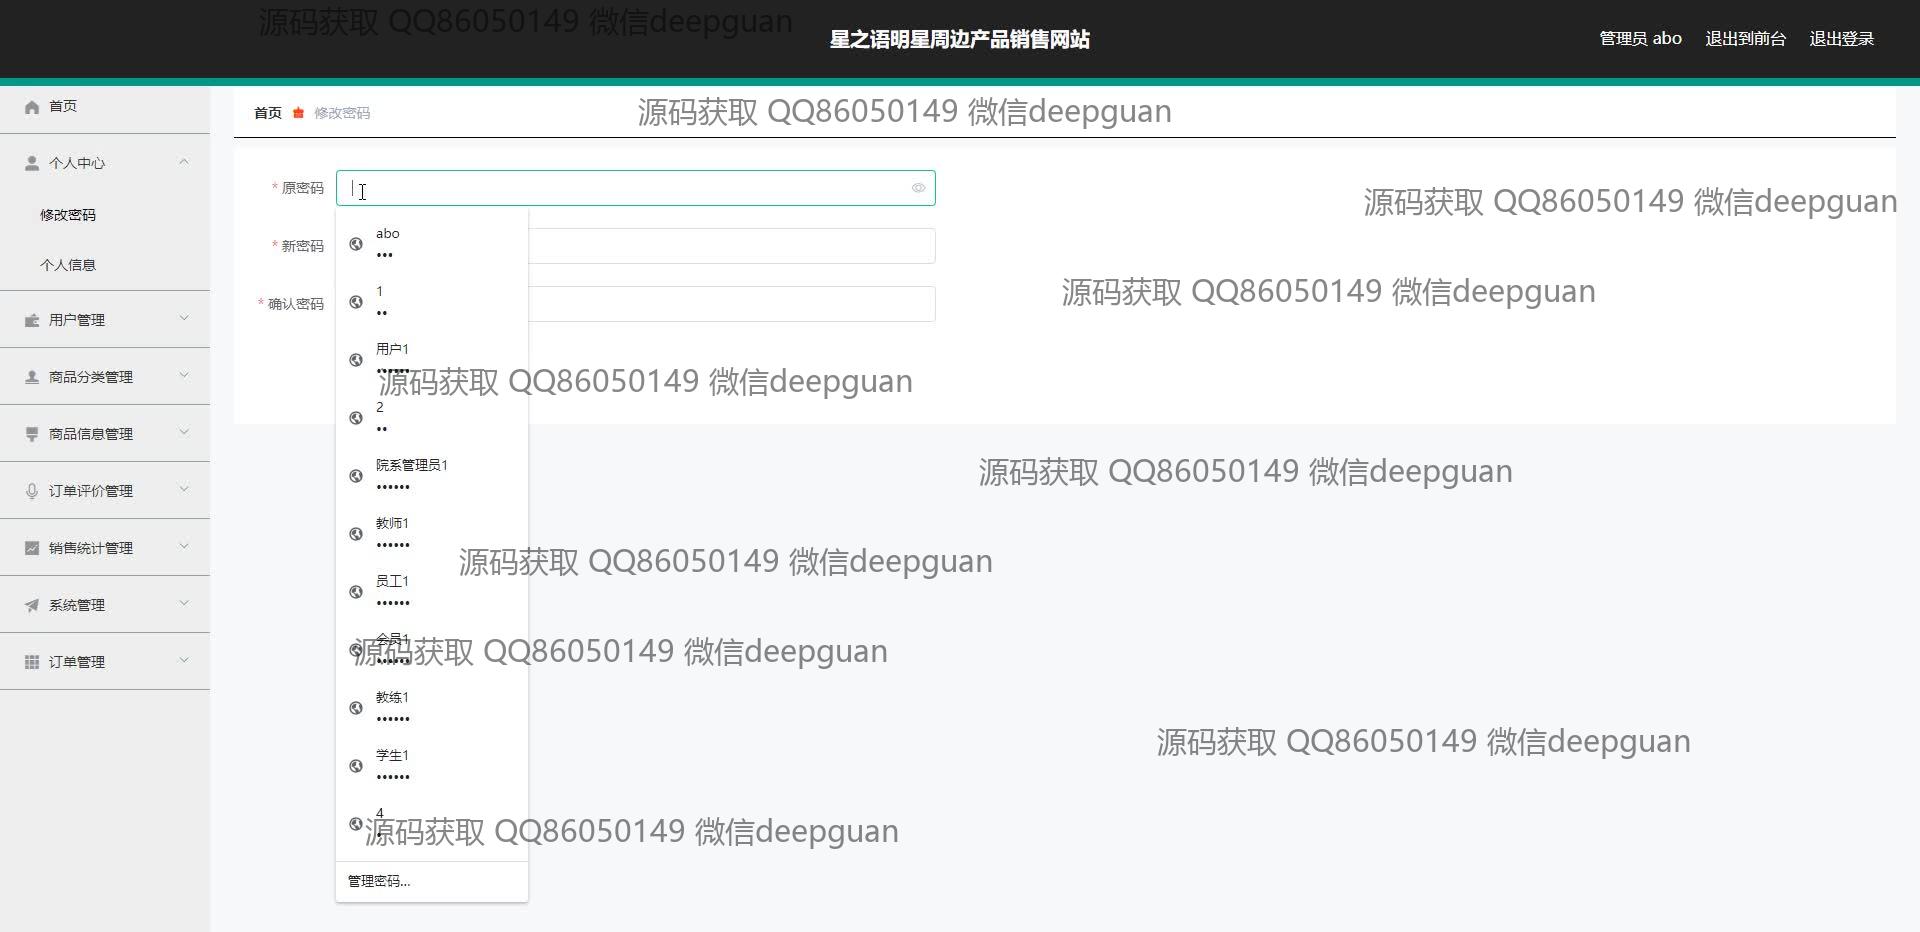 源码获取 QQ86050149 微信deepguan
星之语明星周边产品销售网站
管理员 abo 退出到前台 退出登录
首页
首页 修改密码
源码获取 QQ86050149 微信deepguan
个人中心
* 原密码
源码获取 QQ86050149 微信deepguan
修改密码
abo
•••
* 新密码
个人信息
1
••
源码获取 QQ86050149 微信deepguan
* 确认密码
用户管理
用户1
••••••
商品分类管理
源码获取 QQ86050149 微信deepguan
2
••
商品信息管理
院系管理员1
••••••
源码获取 QQ86050149 微信deepguan
订单评价管理
教师1
••••••
销售统计管理
源码获取 QQ86050149 微信deepguan
员工1
••••••
系统管理
会员1
••••••
源码获取 QQ86050149 微信deepguan
订单管理
教练1
••••••
源码获取 QQ86050149 微信deepguan
学生1
••••••
4
•
源码获取 QQ86050149 微信deepguan
管理密码...